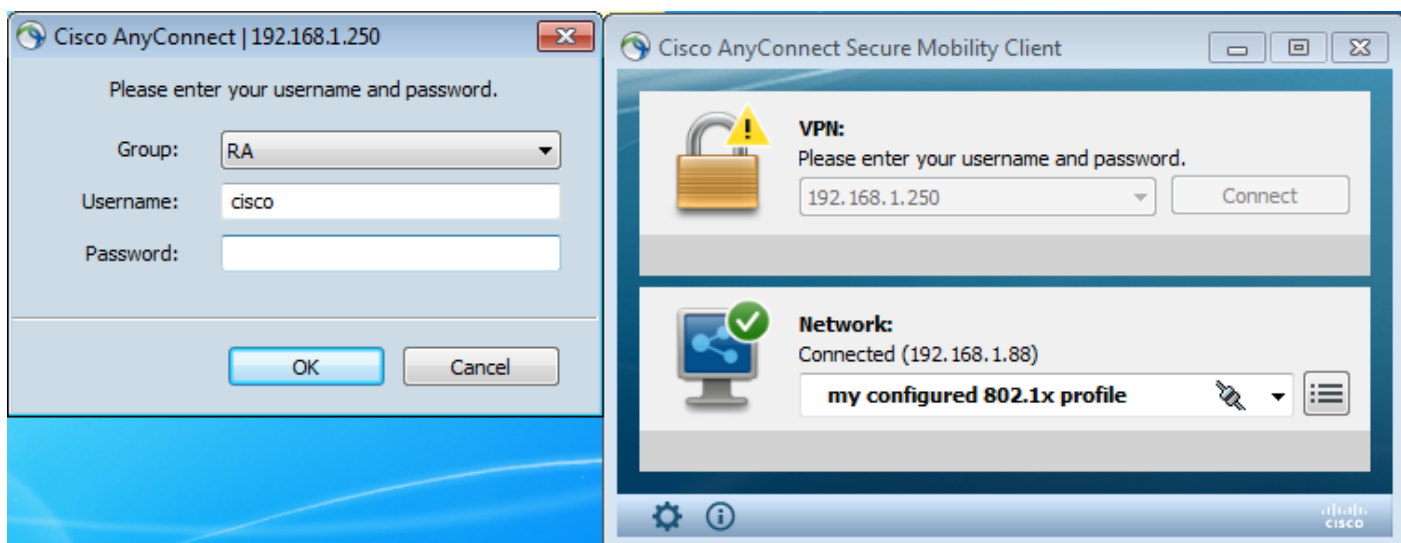 Cisco AnyConnect | 192.168.1.250
Please enter your username and password.
Group: RA
Username: cisco
Password:
OK Cancel
Cisco AnyConnect Secure Mobility Client
VPN:
Please enter your username and password.
192.168.1.250 Connect
Network:
Connected (192.168.1.88)
my configured 802.1x profile
CISCO